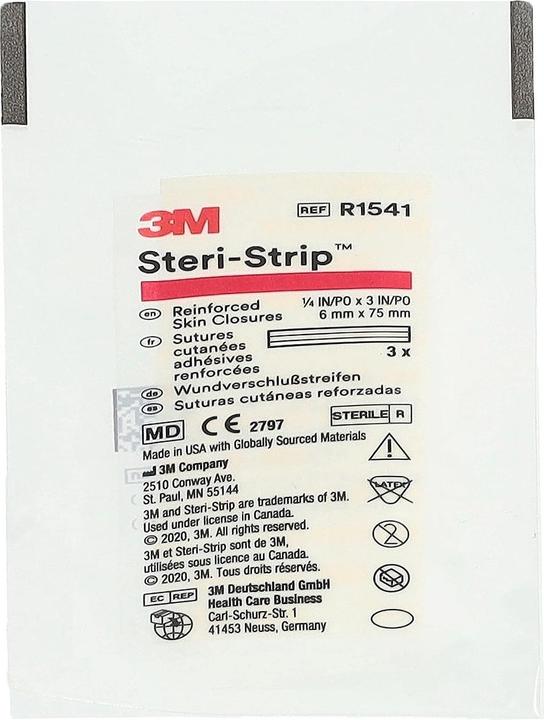 3M
REF R1541
Steri-Strip™
en Reinforced
Skin Closures
¼ IN/PO x 3 IN/PO
6 mm x 75 mm
fr Sutures
cutanées
adhésives
renforcées
3 x
de Wundverschlußstreifen
es Suturas cutáneas reforzadas
MD CE 2797
STERILE R
Made in USA with Globally Sourced Materials
3M Company
2510 Conway Ave.
St. Paul, MN 55144
LATEX
3M and Steri-Strip are trademarks of 3M.
Used under license in Canada.
© 2020, 3M. All rights reserved.
2
3M et Steri-Strip sont de 3M,
utilisées sous licence au Canada.
© 2020, 3M. Tous droits réservés.
EC REP
3M Deutschland GmbH
Health Care Business
Carl-Schurz-Str. 1
41453 Neuss, Germany